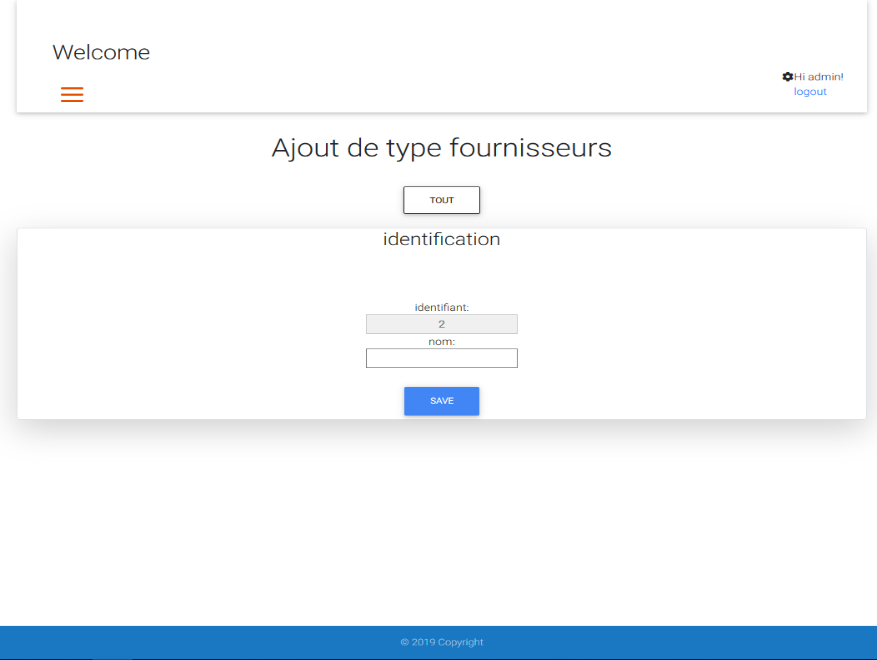 Welcome
Hi admin!
logout
Ajout de type fournisseurs
TOUT
identification
identifiant:
2
nom:
SAVE
© 2019 Copyright